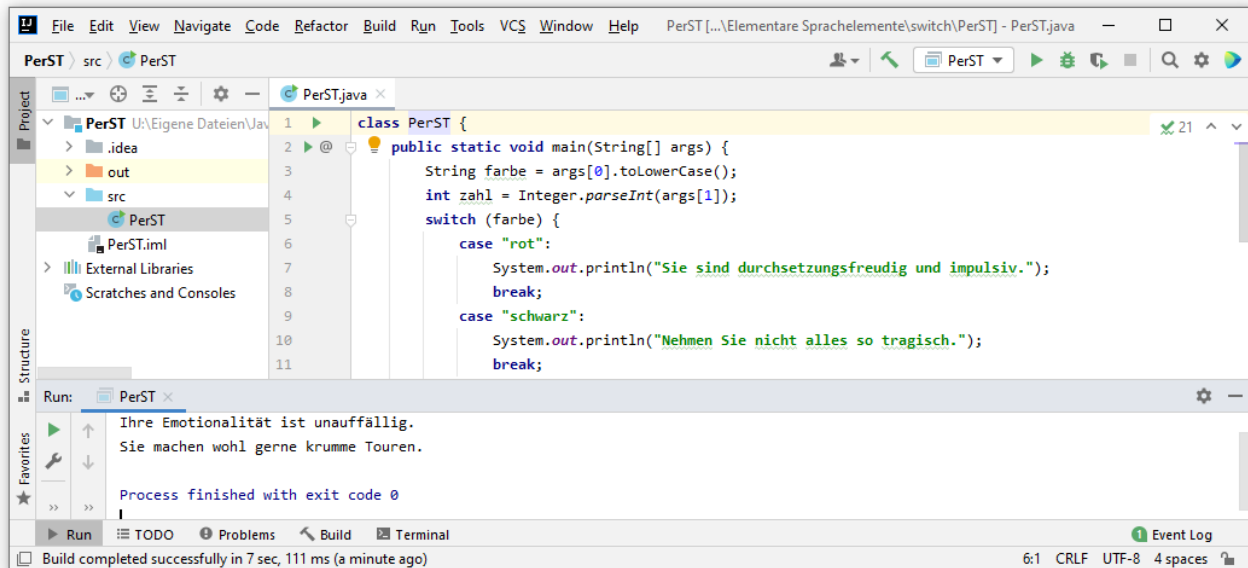 File Edit View Navigate Code Refactor Build Run Tools VCS Window Help PerST [...\Elementare Sprachelemente\switch\PerST] - PerST.java
PerST src PerST PerST
Project ... PerST.java
PerST U:\Eigene Dateien\Jav
.idea
out
src
PerST
PerST.iml
External Libraries
Scratches and Consoles
1 class PerST {
2 @ public static void main(String[] args) {
3 String farbe = args[0].toLowerCase();
4 int zahl = Integer.parseInt(args[1]);
5 switch (farbe) {
6 case "rot":
7 System.out.println("Sie sind durchsetzungsfreudig und impulsiv.");
8 break;
9 case "schwarz":
10 System.out.println("Nehmen Sie nicht alles so tragisch.");
11 break;
21
Structure
Favorites
Run: PerST
Ihre Emotionalität ist unauffällig.
Sie machen wohl gerne krumme Touren.
Process finished with exit code 0
Run TODO Problems Build Terminal 1 Event Log
Build completed successfully in 7 sec, 111 ms (a minute ago) 6:1 CRLF UTF-8 4 spaces